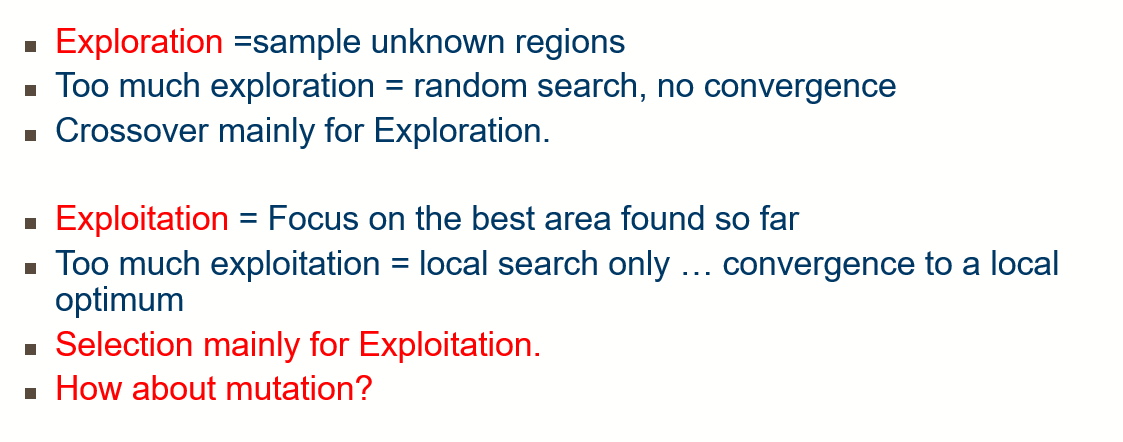 Exploration =sample unknown regions
Too much exploration = random search, no convergence
Crossover mainly for Exploration.
Exploitation = Focus on the best area found so far
Too much exploitation = local search only … convergence to a local
optimum
Selection mainly for Exploitation.
How about mutation?